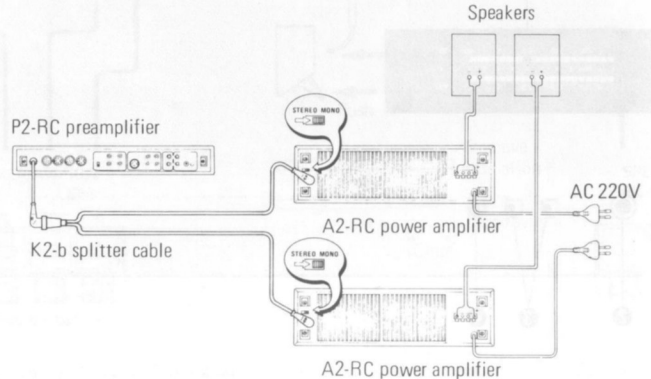 Speakers
STEREO MONO
P2-RC preamplifier
AC 220V
A2-RC power amplifier
K2-b splitter cable
STEREO MONO
A2-RC power amplifier